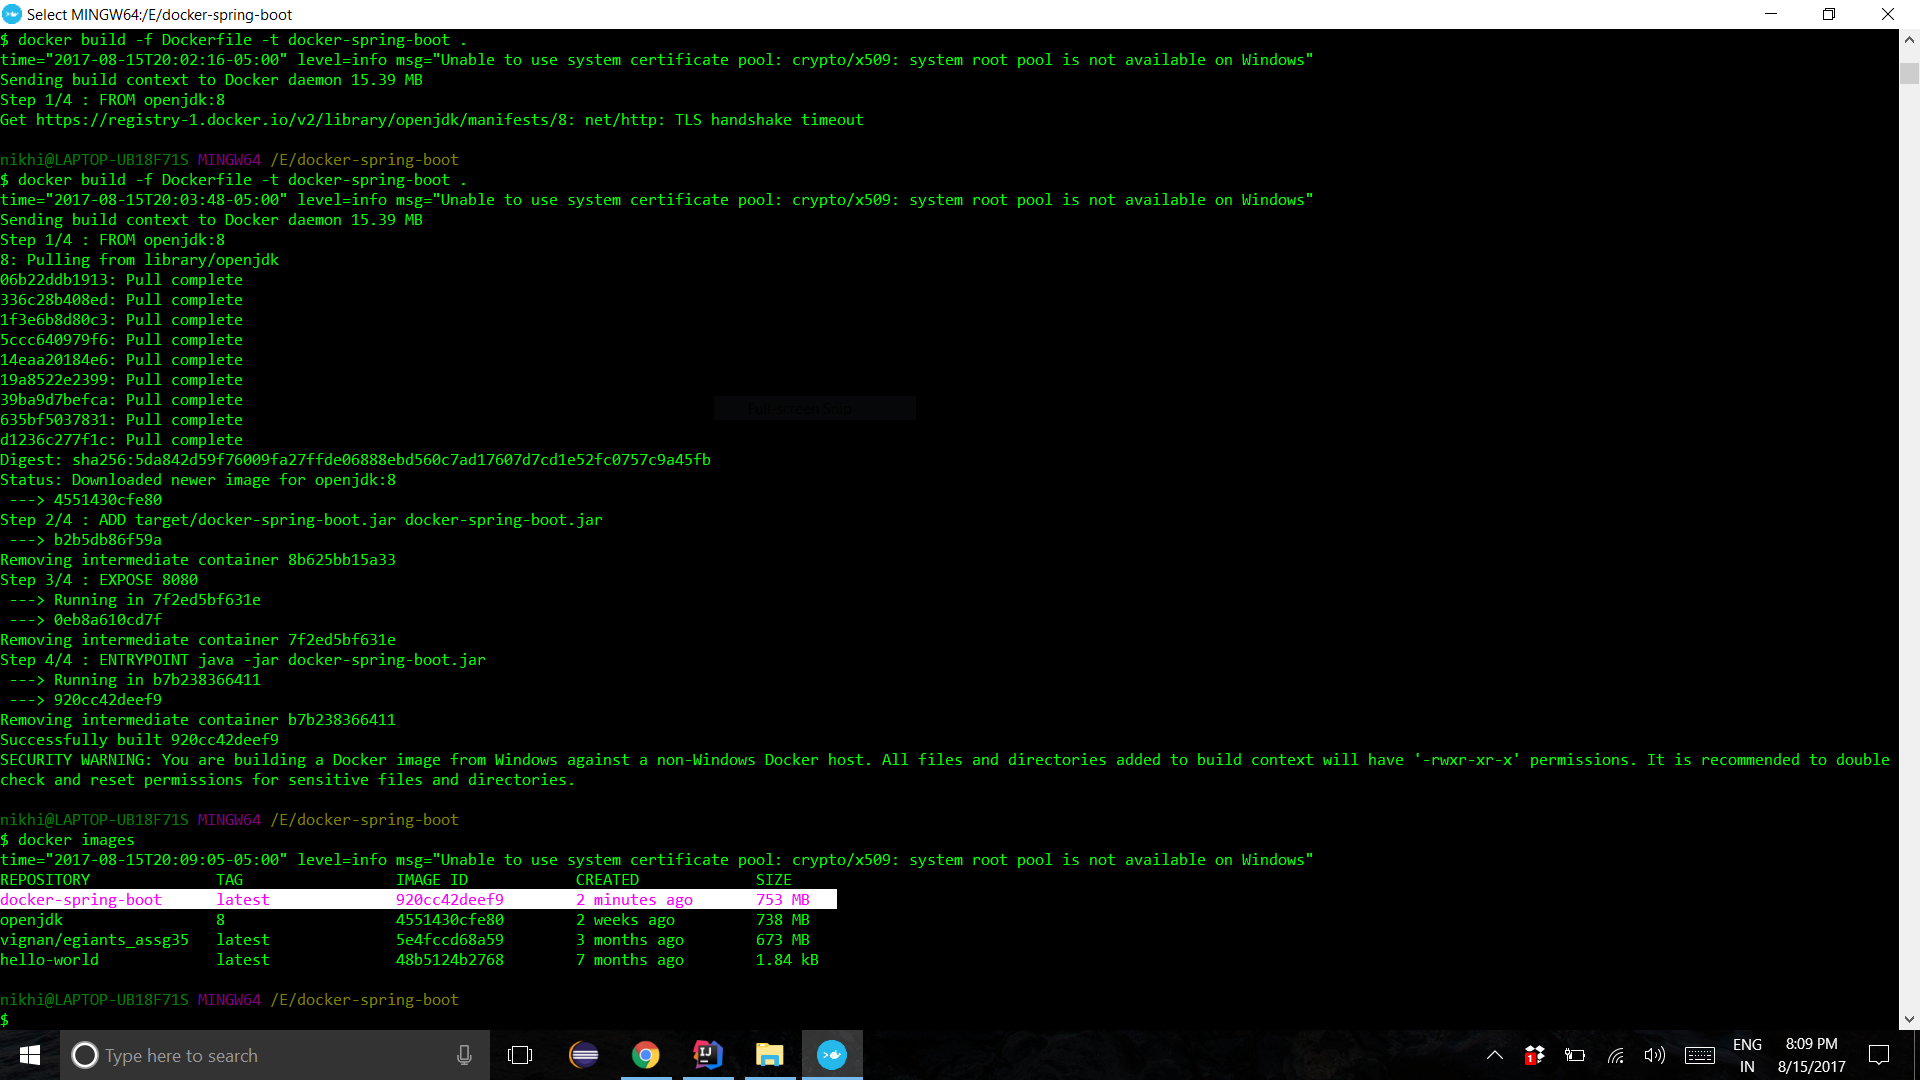 Select MINGW64:/E/docker-spring-boot
$ docker build -f Dockerfile -t docker-spring-boot .
time="2017-08-15T20:02:16-05:00" level=info msg="Unable to use system certificate pool: crypto/x509: system root pool is not available on Windows"
Sending build context to Docker daemon 15.39 MB
Step 1/4 : FROM openjdk:8
Get https://registry-1.docker.io/v2/library/openjdk/manifests/8: net/http: TLS handshake timeout
nikhi@LAPTOP-UB18F71S MINGW64 /E/docker-spring-boot
$ docker build -f Dockerfile -t docker-spring-boot .
time="2017-08-15T20:03:48-05:00" level=info msg="Unable to use system certificate pool: crypto/x509: system root pool is not available on Windows"
Sending build context to Docker daemon 15.39 MB
Step 1/4 : FROM openjdk:8
8: Pulling from library/openjdk
06b22ddb1913: Pull complete
336c28b408ed: Pull complete
1f3e6b8d80c3: Pull complete
5ccc640979f6: Pull complete
14eaa20184e6: Pull complete
19a8522e2399: Pull complete
39ba9d7befca: Pull complete
635bf5037831: Pull complete
d1236c277f1c: Pull complete
Digest: sha256:5da842d59f76009fa27ffde06888ebd560c7ad17607d7cd1e52fc0757c9a45fb
Status: Downloaded newer image for openjdk:8
 ---> 4551430cfe80
Step 2/4 : ADD target/docker-spring-boot.jar docker-spring-boot.jar
 ---> b2b5db86f59a
Removing intermediate container 8b625bb15a33
Step 3/4 : EXPOSE 8080
 ---> Running in 7f2ed5bf631e
 ---> 0eb8a610cd7f
Removing intermediate container 7f2ed5bf631e
Step 4/4 : ENTRYPOINT java -jar docker-spring-boot.jar
 ---> Running in b7b238366411
 ---> 920cc42deef9
Removing intermediate container b7b238366411
Successfully built 920cc42deef9
SECURITY WARNING: You are building a Docker image from Windows against a non-Windows Docker host. All files and directories added to build context will have '-rwxr-xr-x' permissions. It is recommended to double
check and reset permissions for sensitive files and directories.
nikhi@LAPTOP-UB18F71S MINGW64 /E/docker-spring-boot
$ docker images
time="2017-08-15T20:09:05-05:00" level=info msg="Unable to use system certificate pool: crypto/x509: system root pool is not available on Windows"
REPOSITORY TAG IMAGE ID CREATED SIZE
docker-spring-boot latest 920cc42deef9 2 minutes ago 753 MB
openjdk 8 4551430cfe80 2 weeks ago 738 MB
vignan/egiants_assg35 latest 5e4fccd68a59 3 months ago 673 MB
hello-world latest 48b5124b2768 7 months ago 1.84 kB
nikhi@LAPTOP-UB18F71S MINGW64 /E/docker-spring-boot
$
Type here to search
1
ENG
IN
8:09 PM
8/15/2017